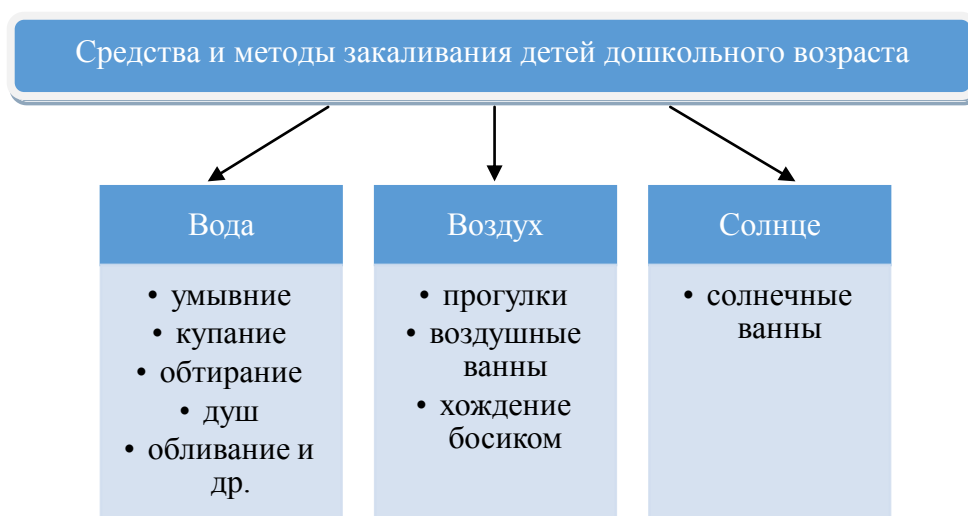 Средства и методы закаливания детей дошкольного возраста
Вода
• умывние
• купание
• обтирание
• душ
• обливание и
др.
Воздух
• прогулки
• воздушные
ванны
• хождение
босиком
Солнце
• солнечные
ванны